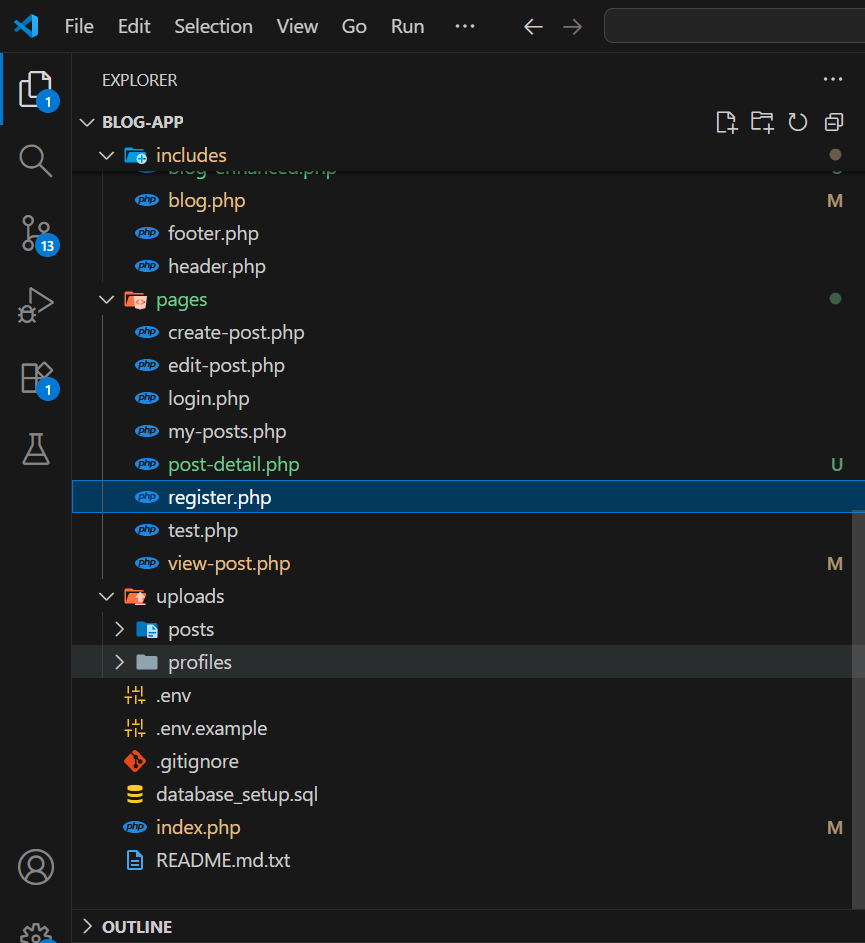 File Edit Selection View Go Run
EXPLORER
1
BLOG-APP
includes
blog-enhanced.php U
blog.php M
13
footer.php
header.php
pages
create-post.php
edit-post.php
1
login.php
my-posts.php
post-detail.php U
register.php
test.php
view-post.php M
uploads
posts
profiles
.env
.env.example
.gitignore
database_setup.sql
index.php M
README.md.txt
OUTLINE